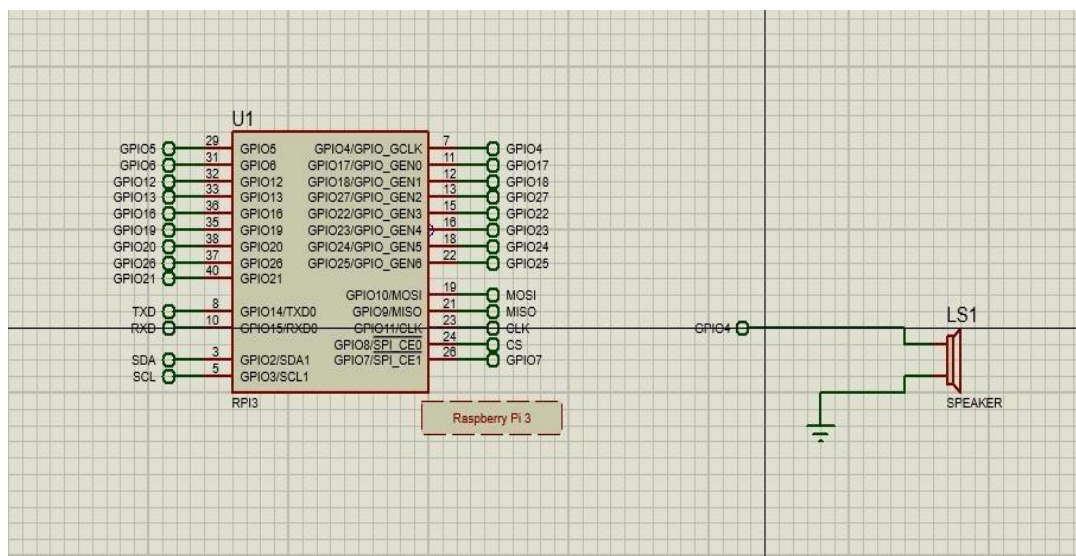 U1
GPIO5 29 GPIO5 GPIO4/GPIO_GCLK 7 GPIO4
GPIO6 31 GPIO6 GPIO17/GPIO_GEN0 11 GPIO17
GPIO12 32 GPIO12 GPIO18/GPIO_GEN1 12 GPIO18
GPIO13 33 GPIO13 GPIO27/GPIO_GEN2 13 GPIO27
GPIO16 36 GPIO16 GPIO22/GPIO_GEN3 15 GPIO22
GPIO19 35 GPIO19 GPIO23/GPIO_GEN4 16 GPIO23
GPIO20 38 GPIO20 GPIO24/GPIO_GEN5 18 GPIO24
GPIO26 37 GPIO26 GPIO25/GPIO_GEN6 22 GPIO25
GPIO21 40 GPIO21
GPIO10/MOSI 19 MOSI
TXD 8 GPIO14/TXD0 GPIO9/MISO 21 MISO
RXD 10 GPIO15/RXD0 GPIO11/CLK 23 CLK
GPIO8/SPI_CE0 24 CS
SDA 3 GPIO2/SDA1 GPIO7/SPI_CE1 26 GPIO7
SCL 5 GPIO3/SCL1
RPI3
Raspberry Pi 3
LS1
GPIO4
SPEAKER